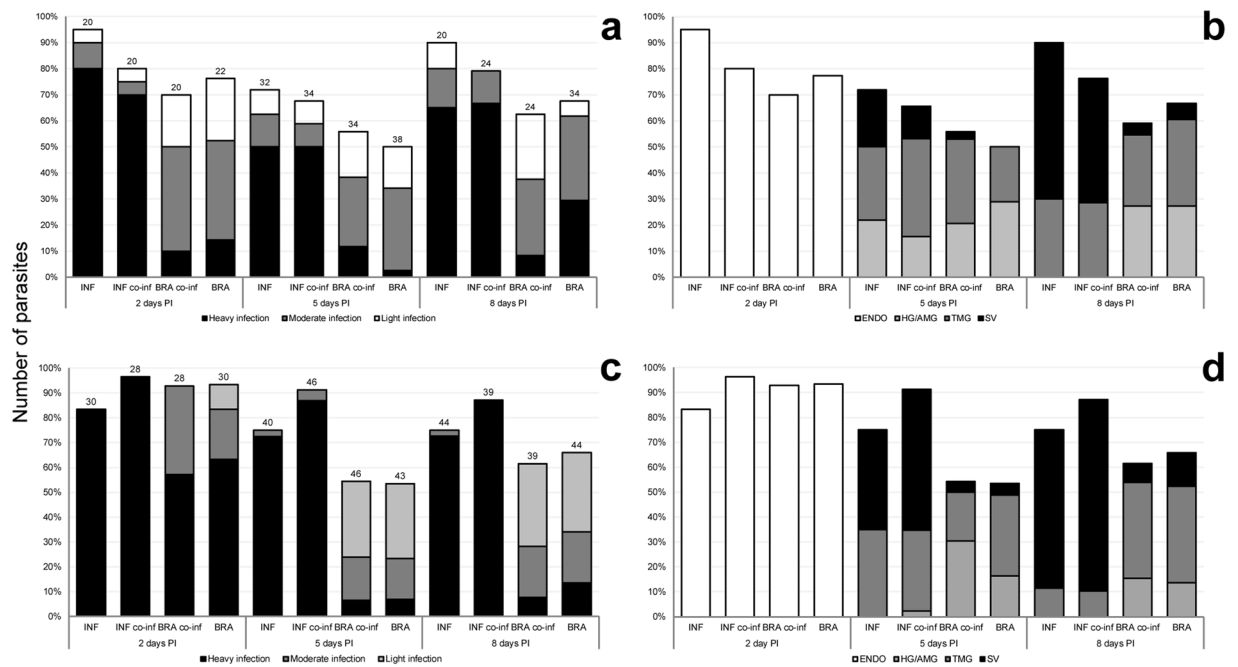 Number of parasites
a
100%
90%
80%
70%
60%
50%
40%
30%
20%
10%
0%
20 20 20 22 32 34 34 38 20 24 24 34
INF INF co-inf BRA co-inf BRA INF INF co-inf BRA co-inf BRA INF INF co-inf BRA co-inf BRA
2 days PI 5 days PI 8 days PI
Heavy infection Moderate infection Light infection
b
100%
90%
80%
70%
60%
50%
40%
30%
20%
10%
0%
INF INF co-inf BRA co-inf BRA INF INF co-inf BRA co-inf BRA INF INF co-inf BRA co-inf BRA
2 day PI 5 days PI 8 days PI
ENDO HG/AMG TMG SV
c
100%
90%
80%
70%
60%
50%
40%
30%
20%
10%
0%
30 28 28 30 40 46 46 43 44 39 39 44
INF INF co-inf BRA co-inf BRA INF INF co-inf BRA co-inf BRA INF INF co-inf BRA co-inf BRA
2 days PI 5 days PI 8 days PI
Heavy infection Moderate infection Light infection
d
100%
90%
80%
70%
60%
50%
40%
30%
20%
10%
0%
INF INF co-inf BRA co-inf BRA INF INF co-inf BRA co-inf BRA INF INF co-inf BRA co-inf BRA
2 day PI 5 days PI 8 days PI
ENDO HG/AMG TMG SV